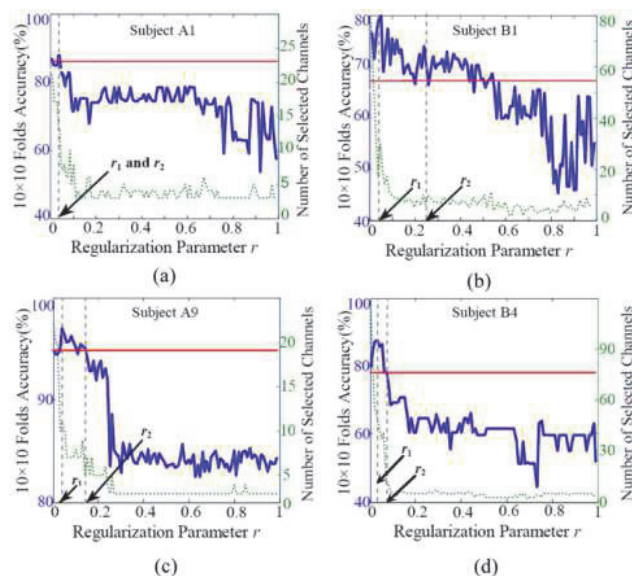 Subject A1
10×10 Folds Accuracy(%)
100
80
60
40
r₁ and r₂
25
20
15
10
5
0
Number of Selected Channels
0.2 0.4 0.6 0.8 1
Regularization Parameter r
(a)
Subject B1
10×10 Folds Accuracy(%)
80
70
60
50
40
r₁
r₂
80
60
40
20
0
Number of Selected Channels
0 0.2 0.4 0.6 0.8 1
Regularization Parameter r
(b)
Subject A9
10×10 Folds Accuracy(%)
100
90
80
r₁
r₂
20
15
10
5
0
Number of Selected Channels
0 0.2 0.4 0.6 0.8 1
Regularization Parameter r
(c)
Subject B4
10×10 Folds Accuracy(%)
100
80
60
40
r₁
r₂
90
60
30
0
Number of Selected Channels
0 0.2 0.4 0.6 0.8 1
Regularization Parameter r
(d)